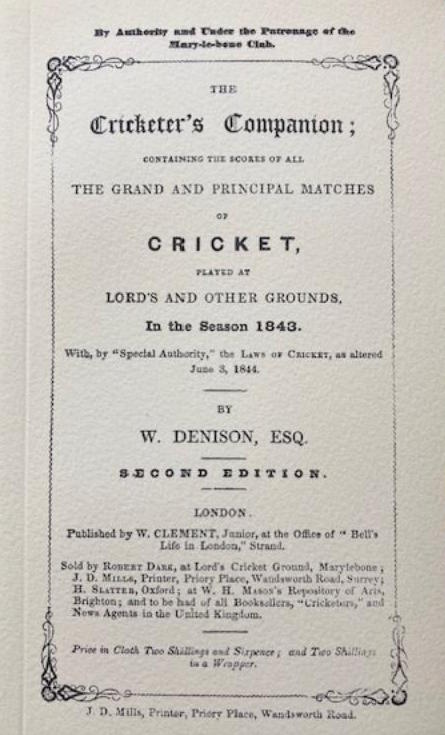 By Authority and Under the Patronage of the
Mary-le-bone Club.
THE
Cricketer's Companion;
CONTAINING THE SCORES OF ALL
THE GRAND AND PRINCIPAL MATCHES
OF
CRICKET,
PLAYED AT
LORD'S AND OTHER GROUNDS,
In the Season 1843.
With, by "Special Authority," the LAWS OF CRICKET, as altered
June 3, 1844.
BY
W. DENISON, ESQ.
SECOND EDITION.
LONDON.
Published by W. CLEMENT, Junior, at the Office of "Bell's
Life in London," Strand.
Sold by ROBERT DARK, at Lord's Cricket Ground, Marylebone;
J. D. MILLS, Printer, Priory Place, Wandsworth Road, Surrey;
H. SLATTER, Oxford; at W. H. MASON'S Repository of Arts,
Brighton; and to be had of all Booksellers, "Cricketers," and
News Agents in the United Kingdom.
Price in Cloth Two Shillings and Sixpence; and Two Shillings
in a Wrapper.
J. D. Mills, Printer, Priory Place, Wandsworth Road.